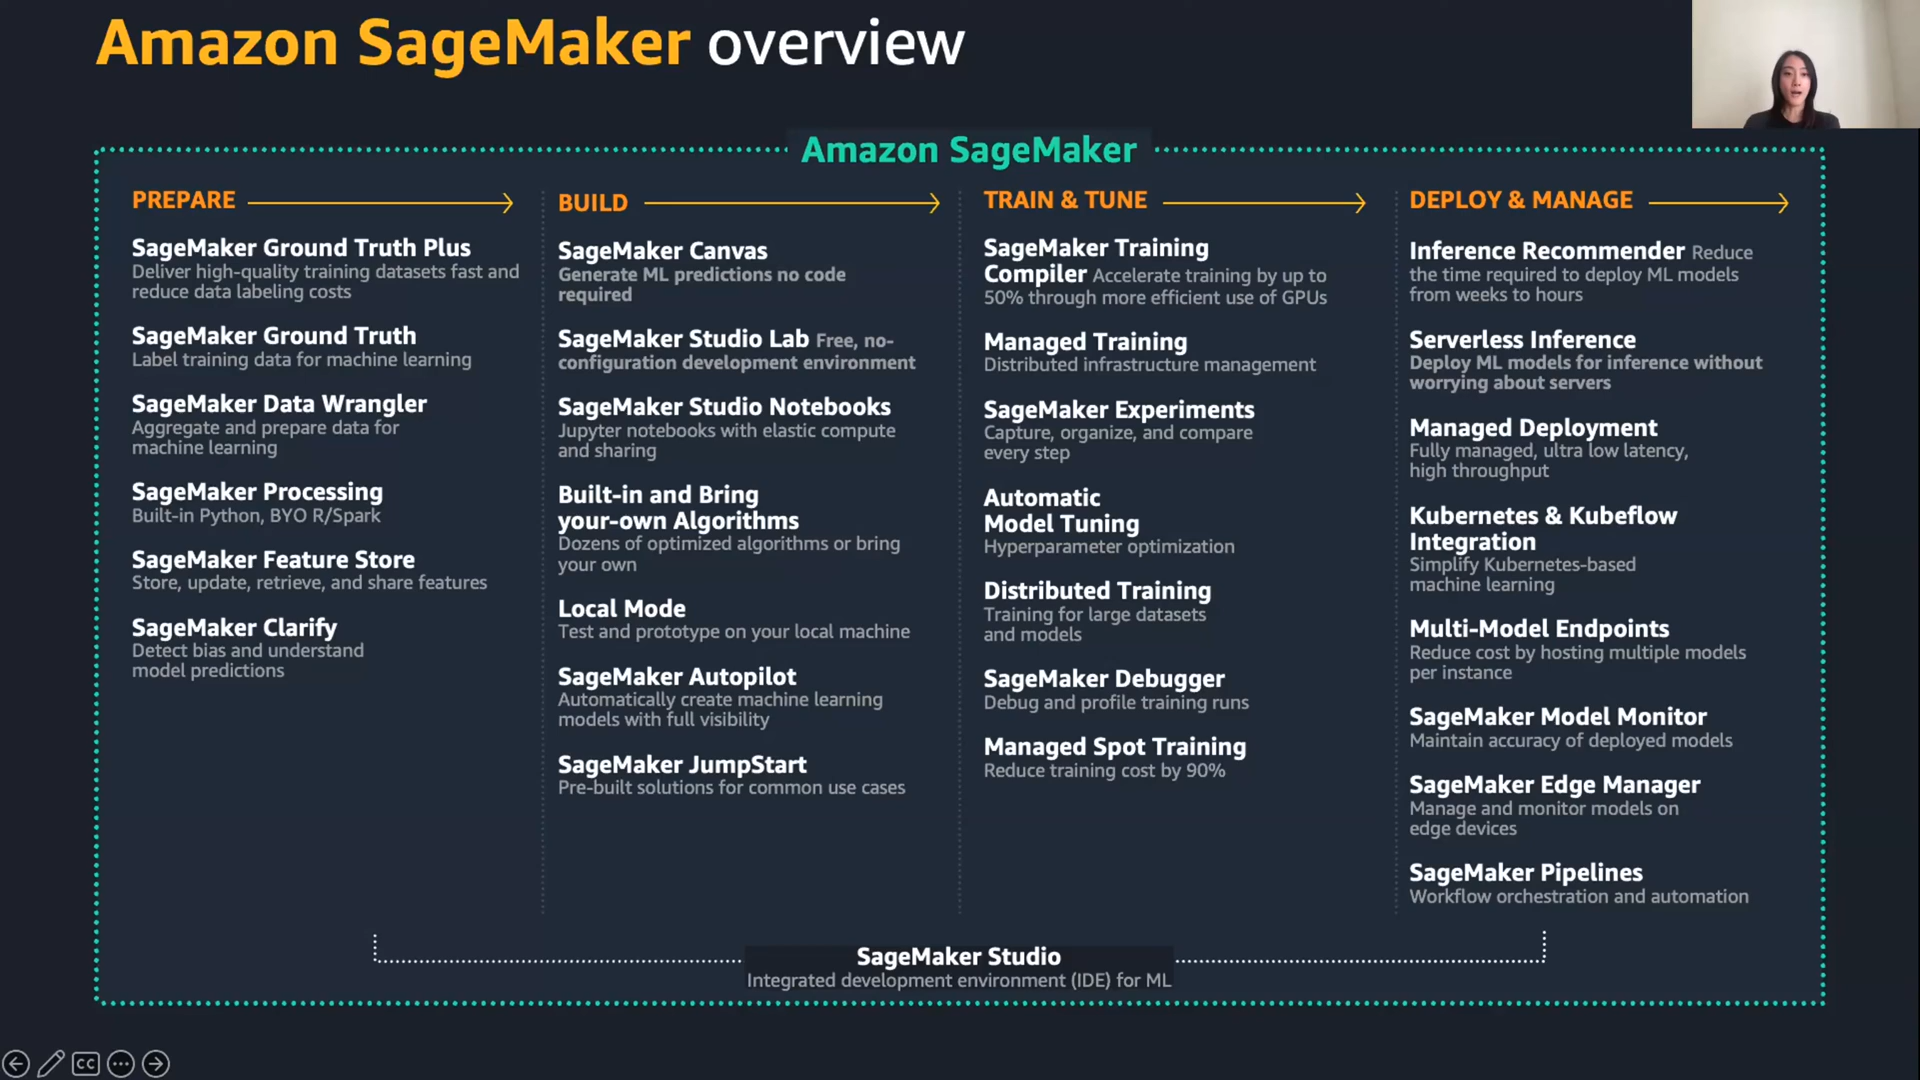 Amazon SageMaker overview
Amazon SageMaker
PREPARE
SageMaker Ground Truth Plus
Deliver high-quality training datasets fast and
reduce data labeling costs
SageMaker Ground Truth
Label training data for machine learning
SageMaker Data Wrangler
Aggregate and prepare data for
machine learning
SageMaker Processing
Built-in Python, BYO R/Spark
SageMaker Feature Store
Store, update, retrieve, and share features
SageMaker Clarify
Detect bias and understand
model predictions
BUILD
SageMaker Canvas
Generate ML predictions no code
required
SageMaker Studio Lab Free, no-
configuration development environment
SageMaker Studio Notebooks
Jupyter notebooks with elastic compute
and sharing
Built-in and Bring
your-own Algorithms
Dozens of optimized algorithms or bring
your own
Local Mode
Test and prototype on your local machine
SageMaker Autopilot
Automatically create machine learning
models with full visibility
SageMaker JumpStart
Pre-built solutions for common use cases
TRAIN & TUNE
SageMaker Training
Compiler Accelerate training by up to
50% through more efficient use of GPUs
Managed Training
Distributed infrastructure management
SageMaker Experiments
Capture, organize, and compare
every step
Automatic
Model Tuning
Hyperparameter optimization
Distributed Training
Training for large datasets
and models
SageMaker Debugger
Debug and profile training runs
Managed Spot Training
Reduce training cost by 90%
DEPLOY & MANAGE
Inference Recommender Reduce
the time required to deploy ML models
from weeks to hours
Serverless Inference
Deploy ML models for inference without
worrying about servers
Managed Deployment
Fully managed, ultra low latency,
high throughput
Kubernetes & Kubeflow
Integration
Simplify Kubernetes-based
machine learning
Multi-Model Endpoints
Reduce cost by hosting multiple models
per instance
SageMaker Model Monitor
Maintain accuracy of deployed models
SageMaker Edge Manager
Manage and monitor models on
edge devices
SageMaker Pipelines
Workflow orchestration and automation
SageMaker Studio
Integrated development environment (IDE) for ML
CC